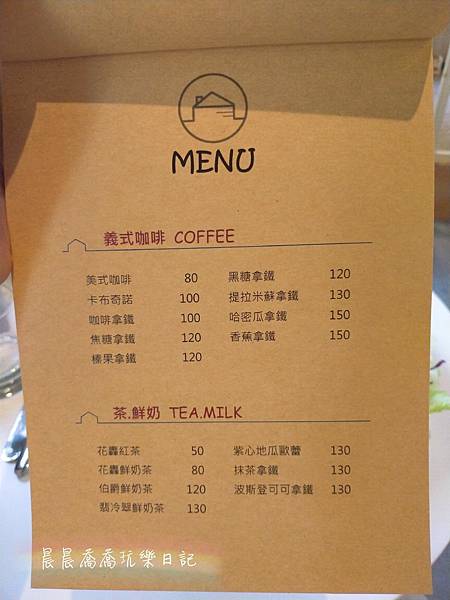 MENU
義式咖啡 COFFEE
美式咖啡 80
卡布奇諾 100
咖啡拿鐵 100
焦糖拿鐵 120
榛果拿鐵 120
黑糖拿鐵 120
提拉米蘇拿鐵 130
哈密瓜拿鐵 150
香蕉拿鐵 150
茶.鮮奶 TEA.MILK
花轟紅茶 50
花轟鮮奶茶 80
伯爵鮮奶茶 120
翡冷翠鮮奶茶 130
紫心地瓜歐蕾 130
抹茶拿鐵 130
波斯登可可拿鐵 130
晨晨喬喬玩樂日記